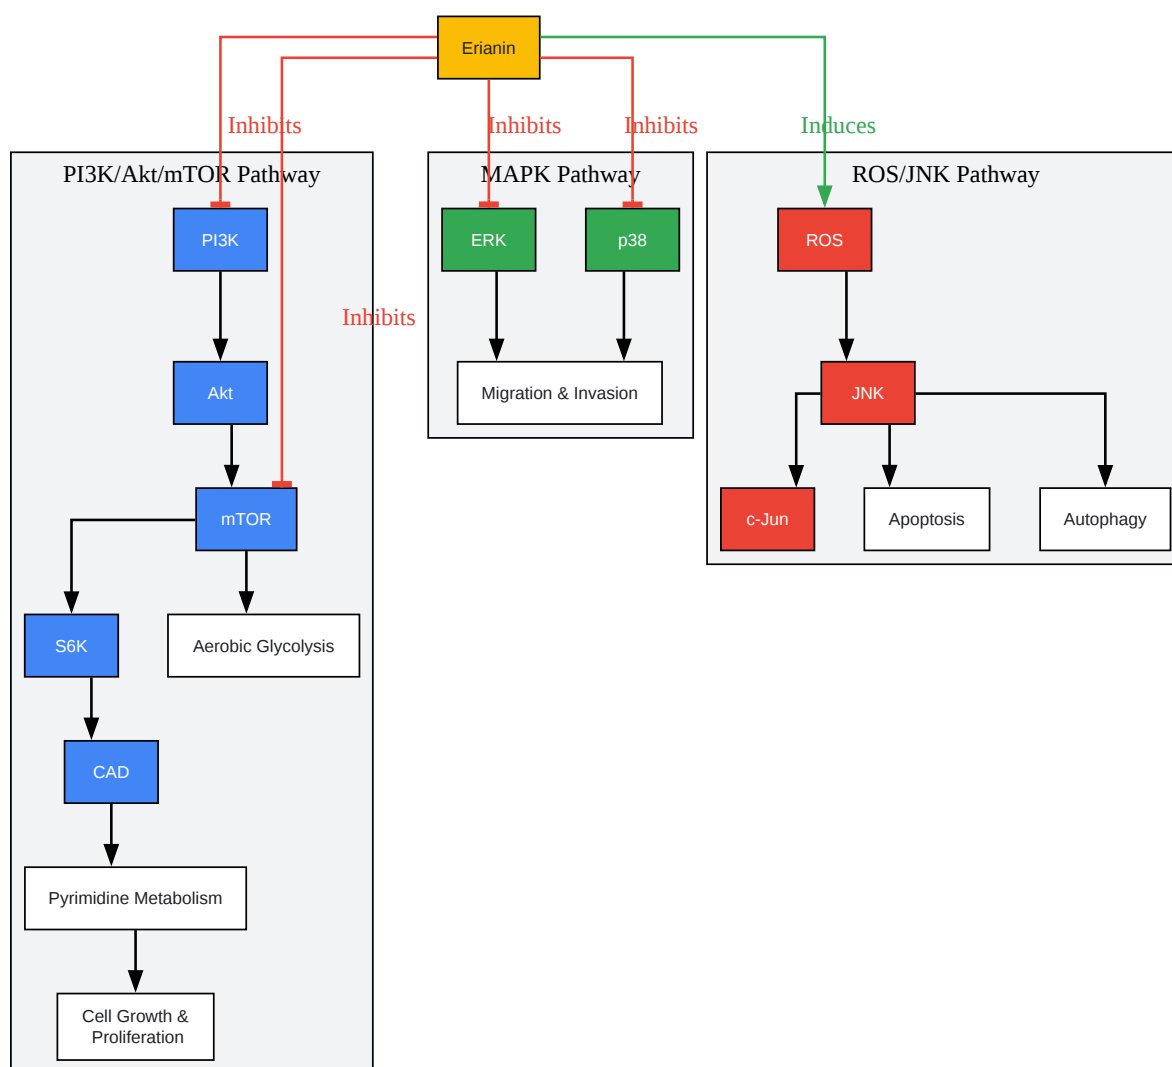 Erianin
Inhibits
Inhibits
Inhibits
Induces
PI3K/Akt/mTOR Pathway
MAPK Pathway
ROS/JNK Pathway
PI3K
ERK
p38
ROS
Inhibits
Akt
Migration & Invasion
JNK
mTOR
c-Jun
Apoptosis
Autophagy
S6K
Aerobic Glycolysis
CAD
Pyrimidine Metabolism
Cell Growth &
Proliferation